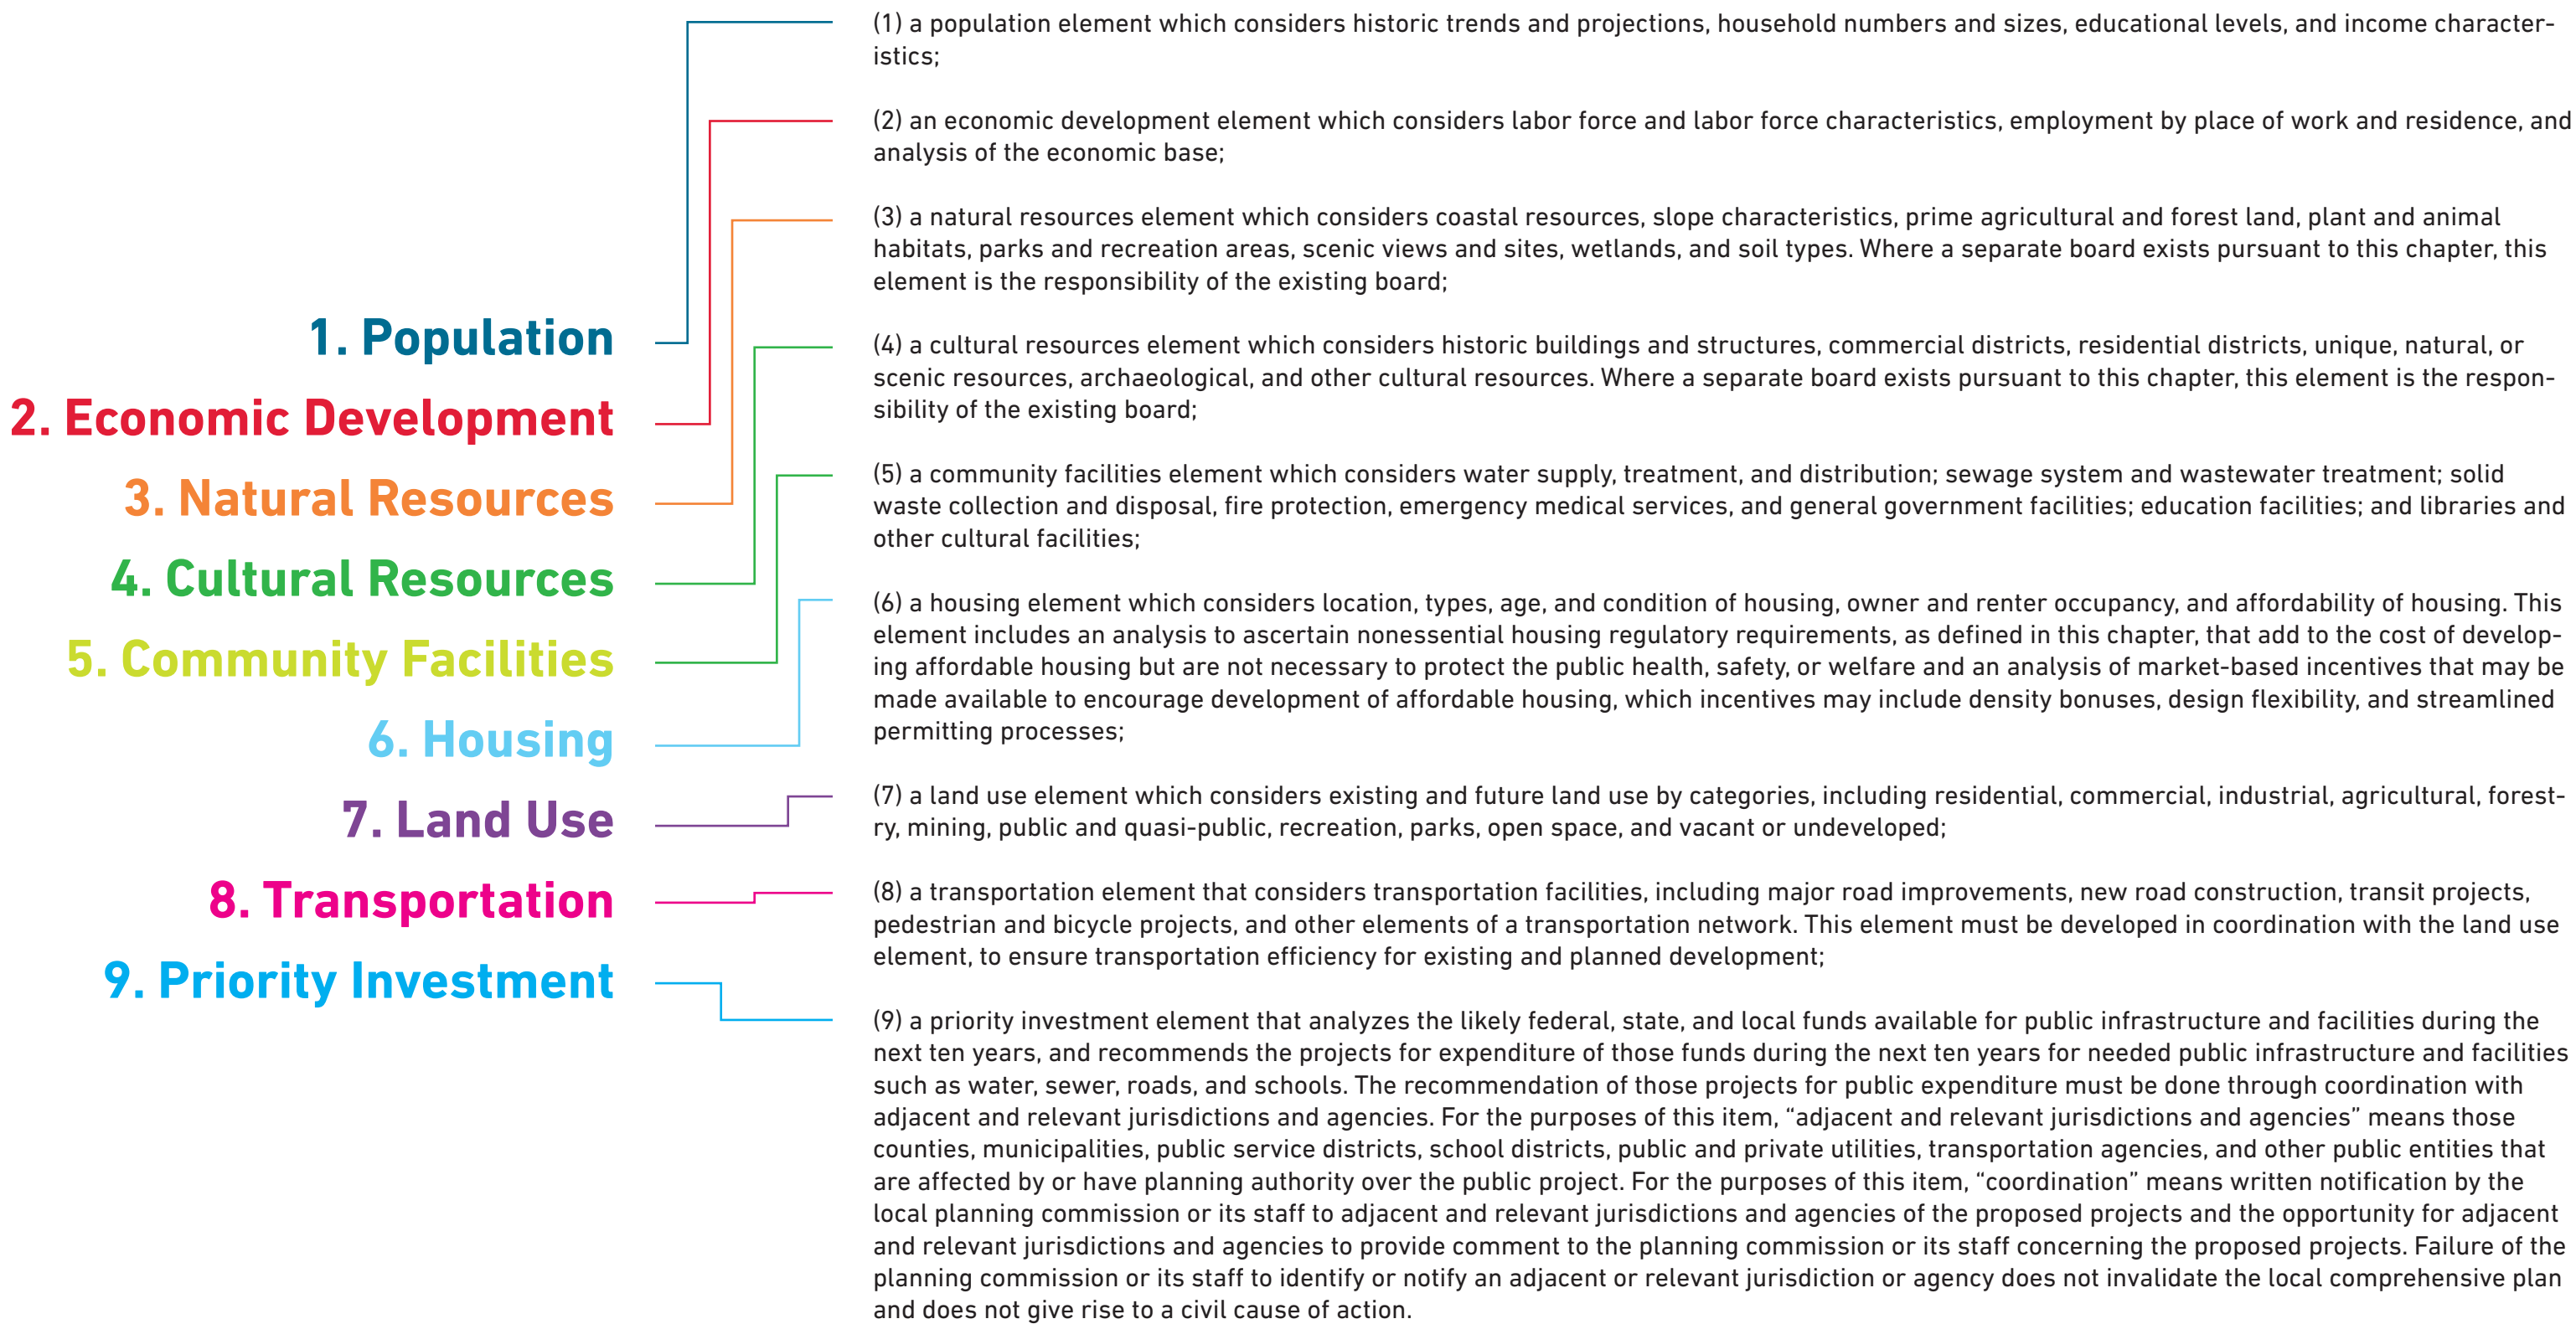 1. Population
2. Economic Development
3. Natural Resources
4. Cultural Resources
5. Community Facilities
6. Housing
7. Land Use
8. Transportation
9. Priority Investment
(1) a population element which considers historic trends and projections, household numbers and sizes, educational levels, and income character-
istics;
(2) an economic development element which considers labor force and labor force characteristics, employment by place of work and residence, and
analysis of the economic base;
(3) a natural resources element which considers coastal resources, slope characteristics, prime agricultural and forest land, plant and animal
habitats, parks and recreation areas, scenic views and sites, wetlands, and soil types. Where a separate board exists pursuant to this chapter, this
element is the responsibility of the existing board;
(4) a cultural resources element which considers historic buildings and structures, commercial districts, residential districts, unique, natural, or
scenic resources, archaeological, and other cultural resources. Where a separate board exists pursuant to this chapter, this element is the respon-
sibility of the existing board;
(5) a community facilities element which considers water supply, treatment, and distribution; sewage system and wastewater treatment; solid
waste collection and disposal, fire protection, emergency medical services, and general government facilities; education facilities; and libraries and
other cultural facilities;
(6) a housing element which considers location, types, age, and condition of housing, owner and renter occupancy, and affordability of housing. This
element includes an analysis to ascertain nonessential housing regulatory requirements, as defined in this chapter, that add to the cost of develop-
ing affordable housing but are not necessary to protect the public health, safety, or welfare and an analysis of market-based incentives that may be
made available to encourage development of affordable housing, which incentives may include density bonuses, design flexibility, and streamlined
permitting processes;
(7) a land use element which considers existing and future land use by categories, including residential, commercial, industrial, agricultural, forest-
ry, mining, public and quasi-public, recreation, parks, open space, and vacant or undeveloped;
(8) a transportation element that considers transportation facilities, including major road improvements, new road construction, transit projects,
pedestrian and bicycle projects, and other elements of a transportation network. This element must be developed in coordination with the land use
element, to ensure transportation efficiency for existing and planned development;
(9) a priority investment element that analyzes the likely federal, state, and local funds available for public infrastructure and facilities during the
next ten years, and recommends the projects for expenditure of those funds during the next ten years for needed public infrastructure and facilities
such as water, sewer, roads, and schools. The recommendation of those projects for public expenditure must be done through coordination with
adjacent and relevant jurisdictions and agencies. For the purposes of this item, “adjacent and relevant jurisdictions and agencies” means those
counties, municipalities, public service districts, school districts, public and private utilities, transportation agencies, and other public entities that
are affected by or have planning authority over the public project. For the purposes of this item, “coordination” means written notification by the
local planning commission or its staff to adjacent and relevant jurisdictions and agencies of the proposed projects and the opportunity for adjacent
and relevant jurisdictions and agencies to provide comment to the planning commission or its staff concerning the proposed projects. Failure of the
planning commission or its staff to identify or notify an adjacent or relevant jurisdiction or agency does not invalidate the local comprehensive plan
and does not give rise to a civil cause of action.